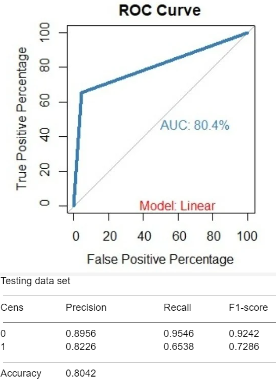 ROC Curve
True Positive Percentage
100
80
60
40
20
0
AUC: 80.4%
Model: Linear
0 20 40 60 80 100
False Positive Percentage
Testing data set
Cens Precision Recall F1-score
0 0.8956 0.9546 0.9242
1 0.8226 0.6538 0.7286
Accuracy 0.8042